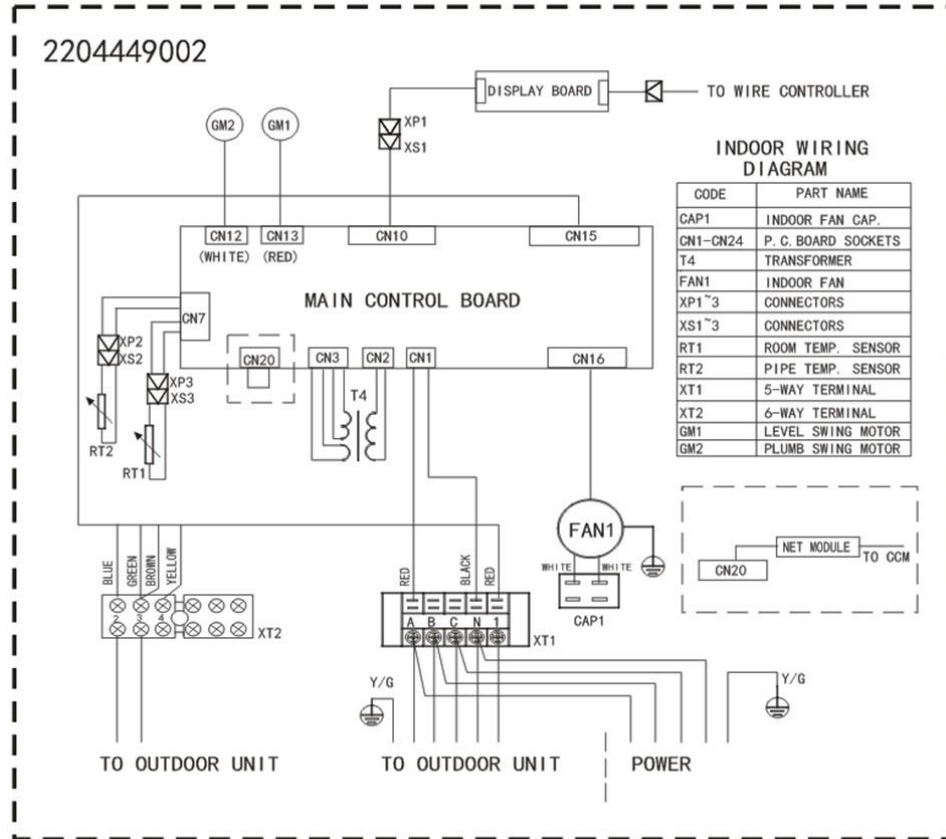 2204449002
DISPLAY BOARD
TO WIRE CONTROLLER
GM2
GM1
XP1
XS1
INDOOR WIRING
DIAGRAM
CODE PART NAME
CAP1 INDOOR FAN CAP.
CN1-CN24 P.C.BOARD SOCKETS
T4 TRANSFORMER
FAN1 INDOOR FAN
XP1~3 CONNECTORS
XS1~3 CONNECTORS
RT1 ROOM TEMP. SENSOR
RT2 PIPE TEMP. SENSOR
XT1 5-WAY TERMINAL
XT2 6-WAY TERMINAL
GM1 LEVEL SWING MOTOR
GM2 PLUMB SWING MOTOR
CN12 CN13 CN10 CN15
(WHITE) (RED)
MAIN CONTROL BOARD
CN7
CN20 CN3 CN2 CN1 CN16
XP2
XS2
XP3
XS3
T4
RT2
RT1
FAN1
WHITE WHITE
CAP1
NET MODULE
TO CCM
CN20
BLUE
GREEN
BROWN
YELLOW
RED
BLACK
RED
2 3 4
XT2
A B C N 1
XT1
Y/G
Y/G
TO OUTDOOR UNIT
TO OUTDOOR UNIT
POWER